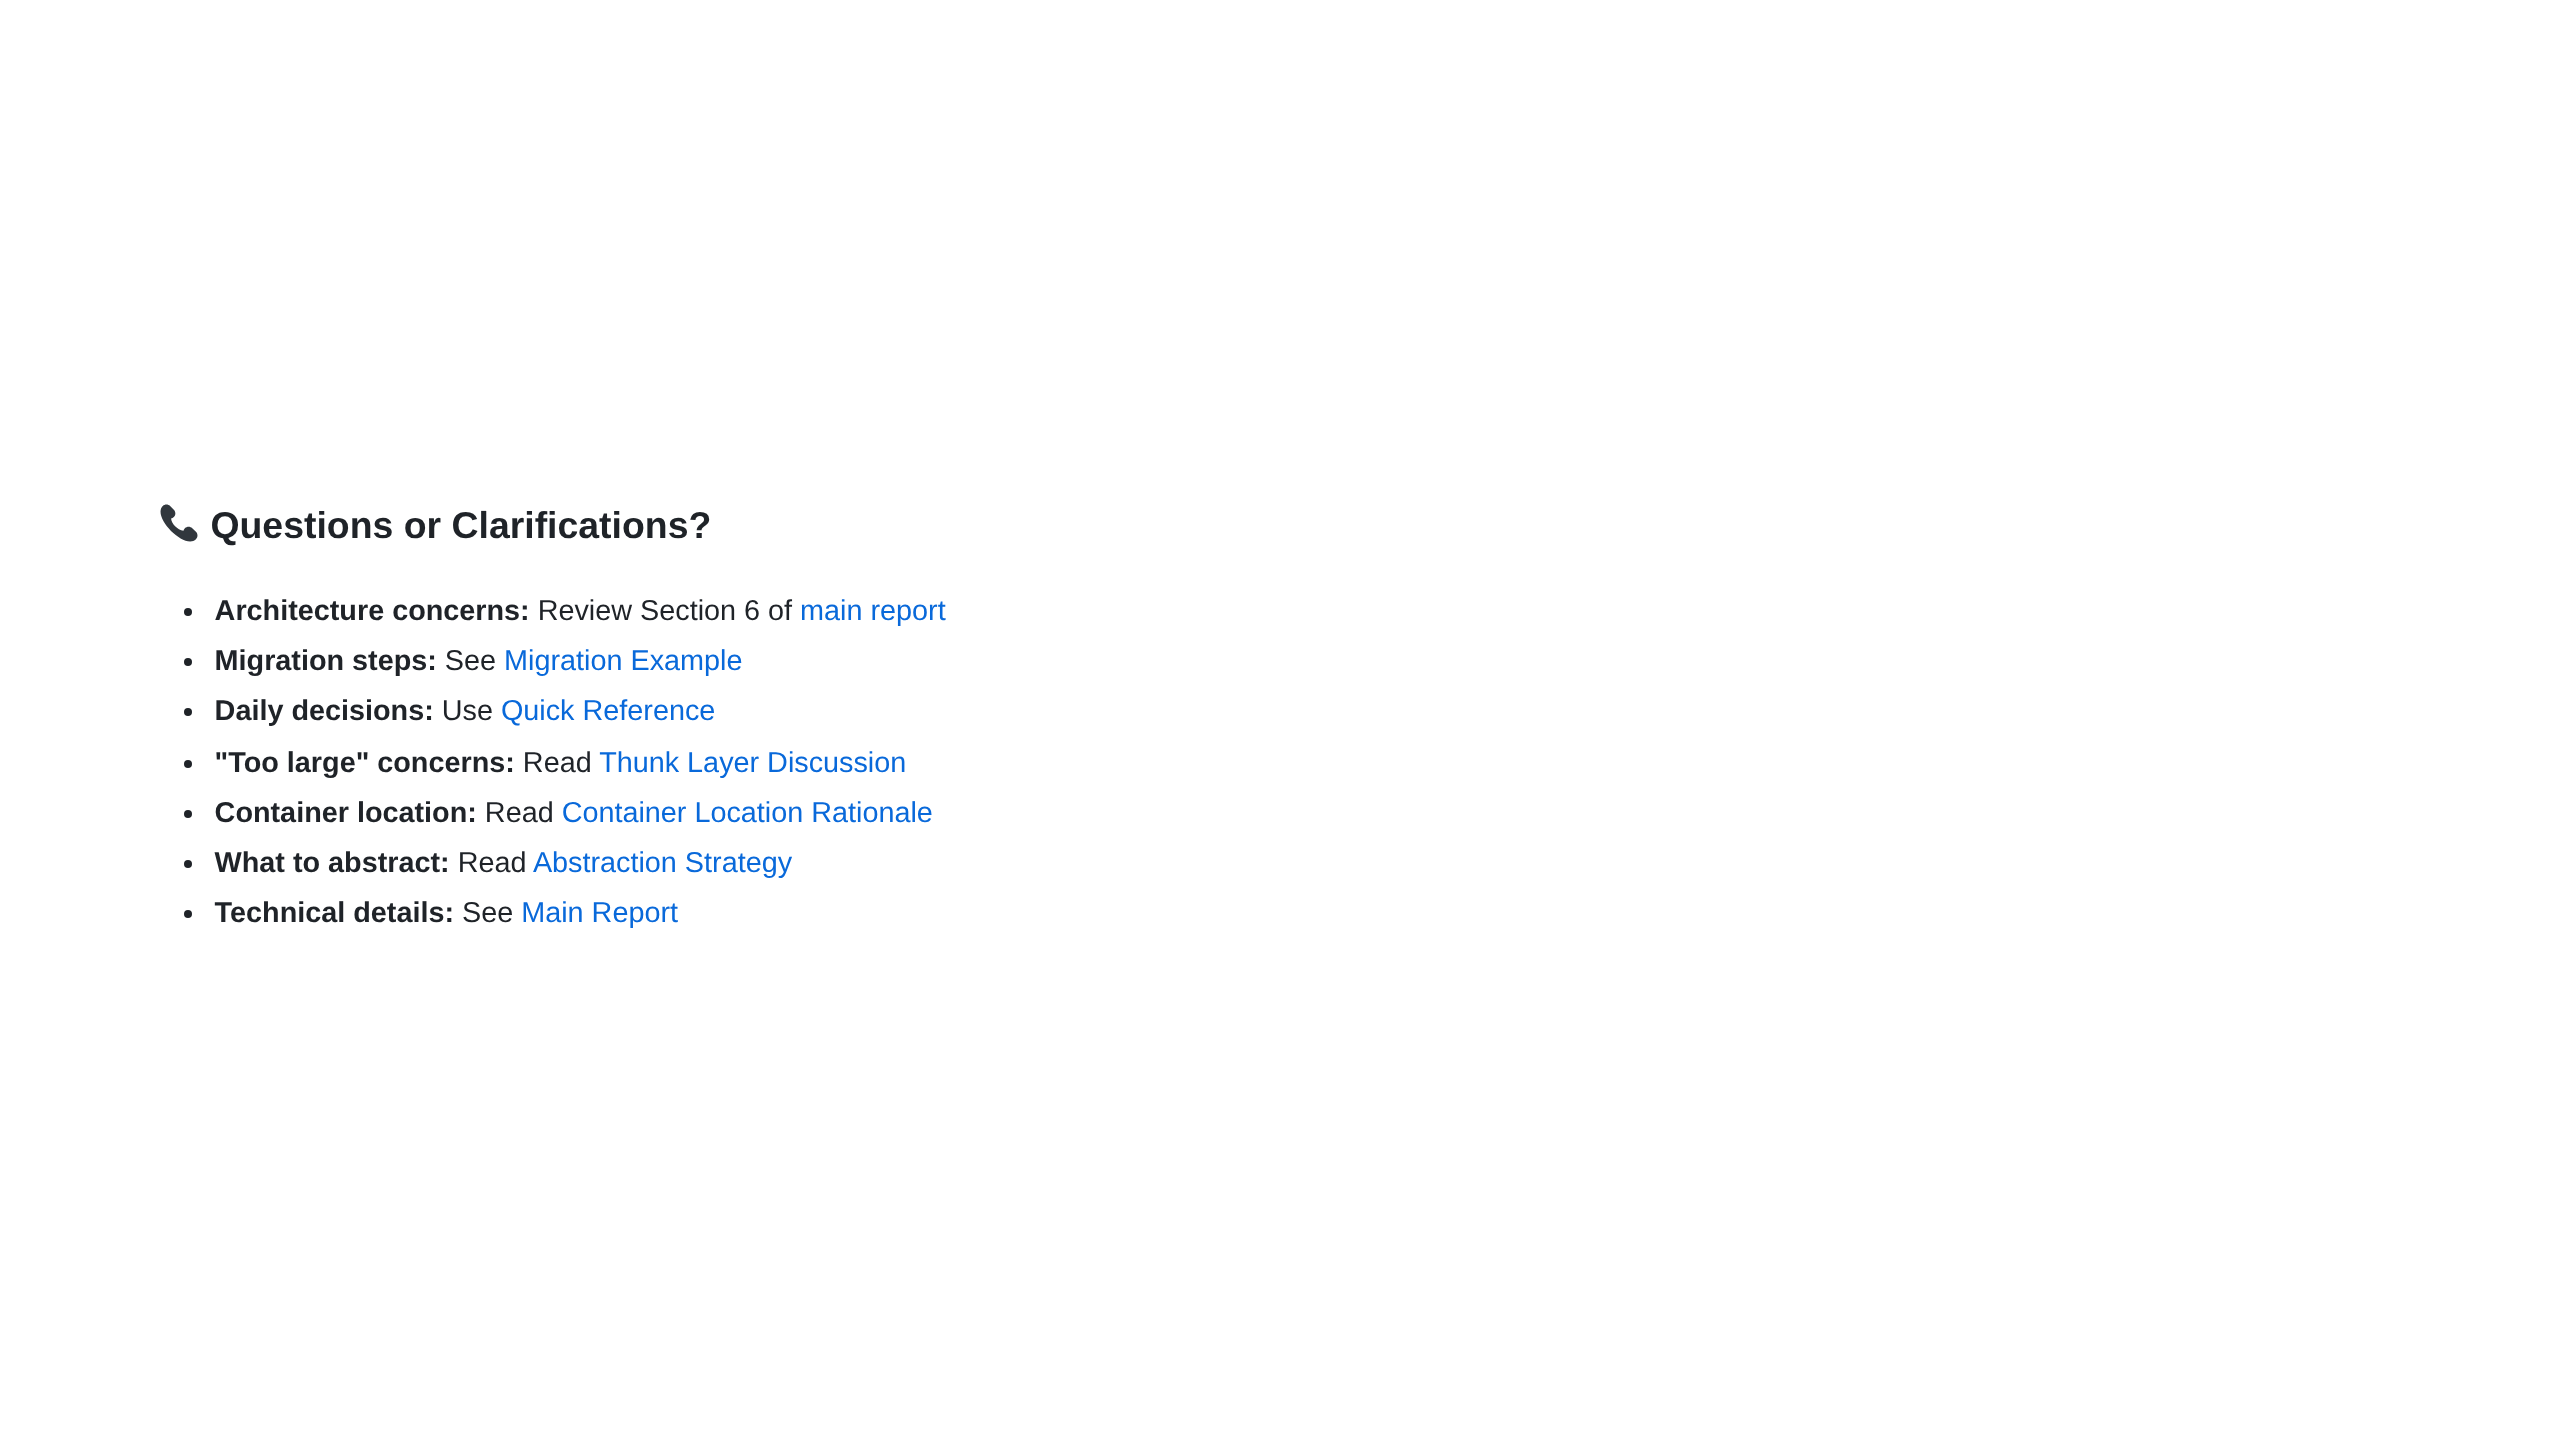 Questions or Clarifications?
Architecture concerns: Review Section 6 of main report
Migration steps: See Migration Example
Daily decisions: Use Quick Reference
"Too large" concerns: Read Thunk Layer Discussion
Container location: Read Container Location Rationale
What to abstract: Read Abstraction Strategy
Technical details: See Main Report